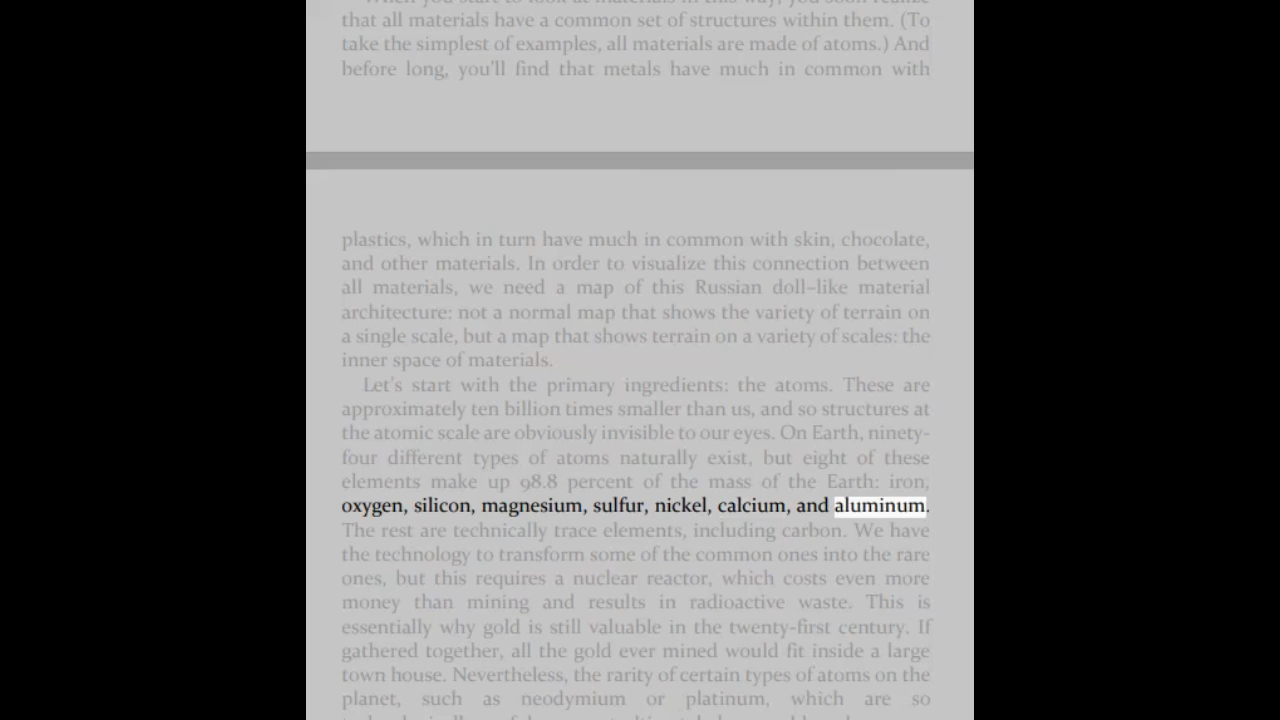 When you start to look at materials in this way, you soon realize
that all materials have a common set of structures within them. (To
take the simplest of examples, all materials are made of atoms.) And
before long, you'll find that metals have much in common with
plastics, which in turn have much in common with skin, chocolate,
and other materials. In order to visualize this connection between
all materials, we need a map of this Russian doll–like material
architecture: not a normal map that shows the variety of terrain on
a single scale, but a map that shows terrain on a variety of scales: the
inner space of materials.
Let's start with the primary ingredients: the atoms. These are
approximately ten billion times smaller than us, and so structures at
the atomic scale are obviously invisible to our eyes. On Earth, ninety-
four different types of atoms naturally exist, but eight of these
elements make up 98.8 percent of the mass of the Earth: iron,
oxygen, silicon, magnesium, sulfur, nickel, calcium, and aluminum.
The rest are technically trace elements, including carbon. We have
the technology to transform some of the common ones into the rare
ones, but this requires a nuclear reactor, which costs even more
money than mining and results in radioactive waste. This is
essentially why gold is still valuable in the twenty-first century. If
gathered together, all the gold ever mined would fit inside a large
town house. Nevertheless, the rarity of certain types of atoms on the
planet, such as neodymium or platinum, which are so